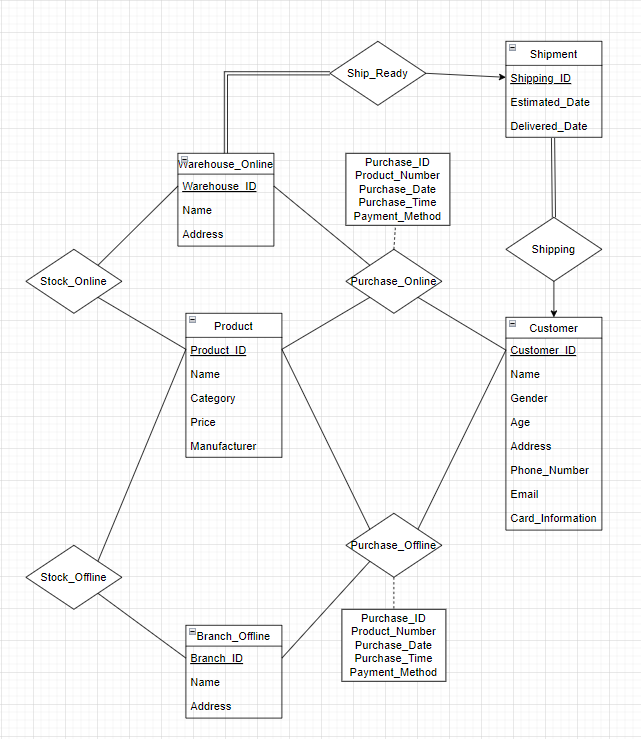 Shipment
Ship_Ready
Shipping_ID
Estimated_Date
Delivered_Date
Warehouse_Online
Warehouse_ID
Name
Address
Purchase_ID
Product_Number
Purchase_Date
Purchase_Time
Payment_Method
Shipping
Stock_Online
Purchase_Online
Product
Product_ID
Name
Category
Price
Manufacturer
Customer
Customer_ID
Name
Gender
Age
Address
Phone_Number
Email
Card_Information
Purchase_Offline
Stock_Offline
Purchase_ID
Product_Number
Purchase_Date
Purchase_Time
Payment_Method
Branch_Offline
Branch_ID
Name
Address